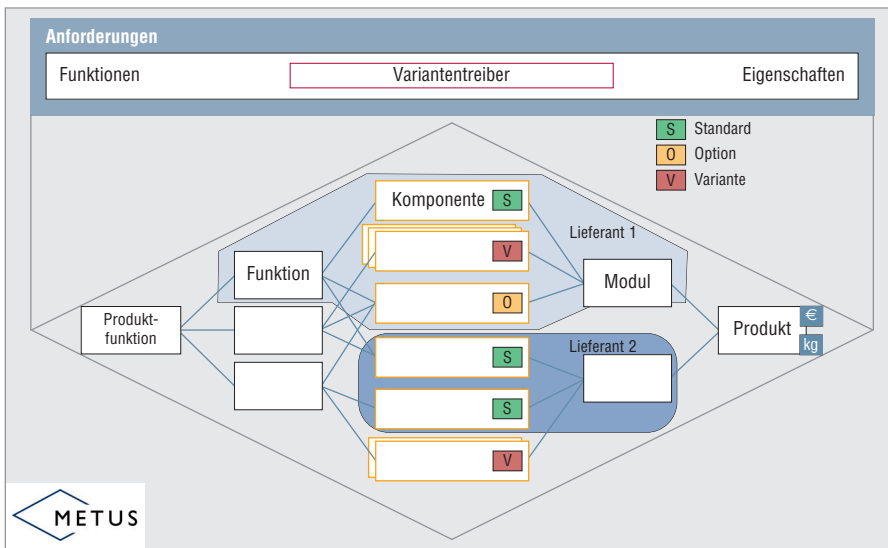 Anforderungen
Funktionen
Variantentreiber
Eigenschaften
S Standard
O Option
V Variante
Komponente S
Lieferant 1
V
Funktion
Modul
O
Produkt-
funktion
Produkt
€
kg
Lieferant 2
S
S
V
METUS